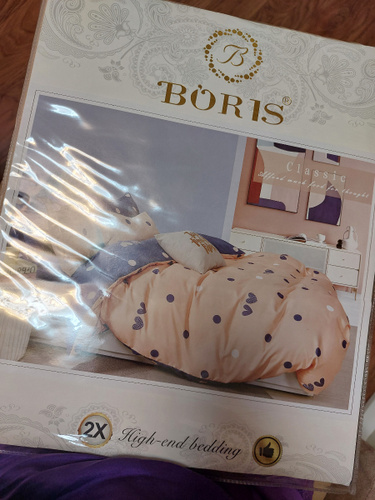 B
BORIS®
Classic
2X
High-end bedding